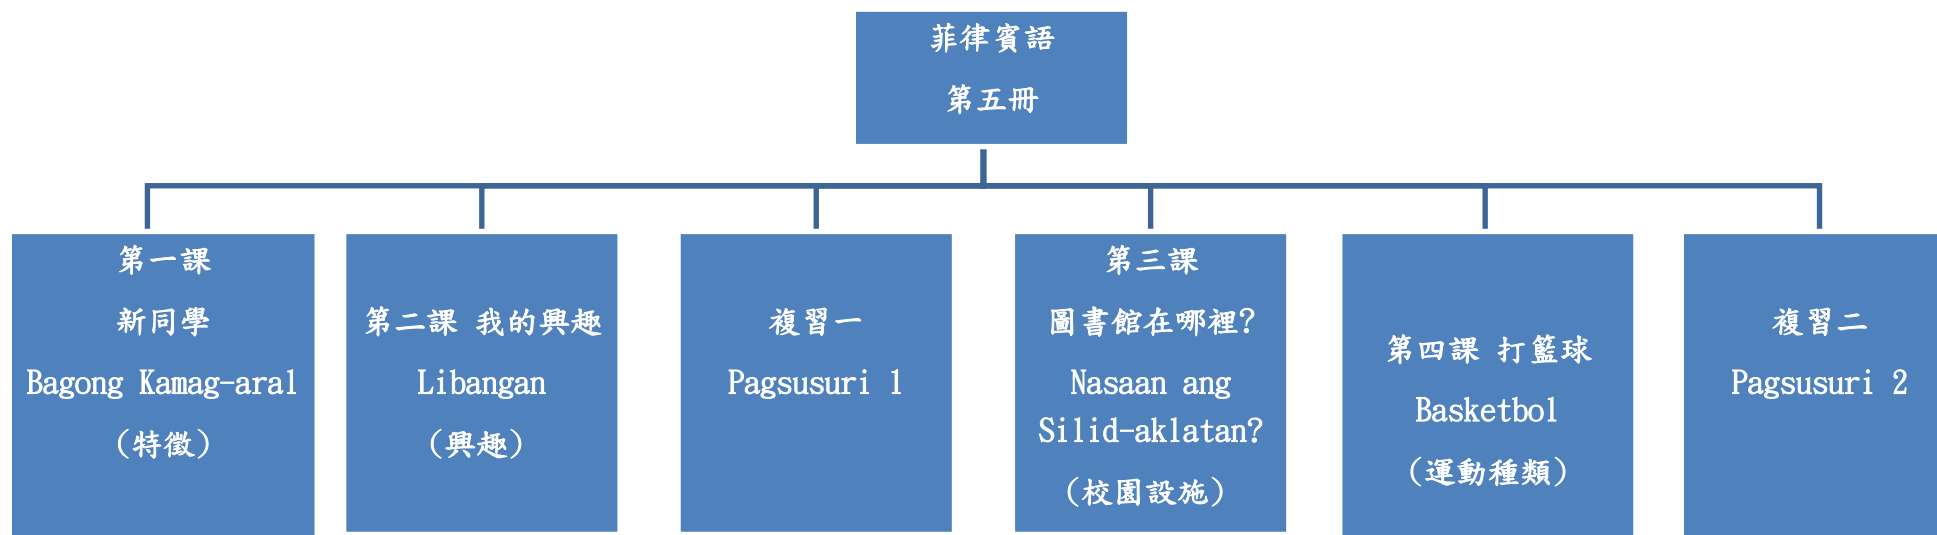 菲律賓語
第五冊
第一課
新同學
Bagong Kamag-aral
(特徵)
第二課 我的興趣
Libangan
(興趣)
複習一
Pagsusuri 1
第三課
圖書館在哪裡?
Nasaan ang
Silid-aklatan?
(校園設施)
第四課 打籃球
Basketbol
(運動種類)
複習二
Pagsusuri 2